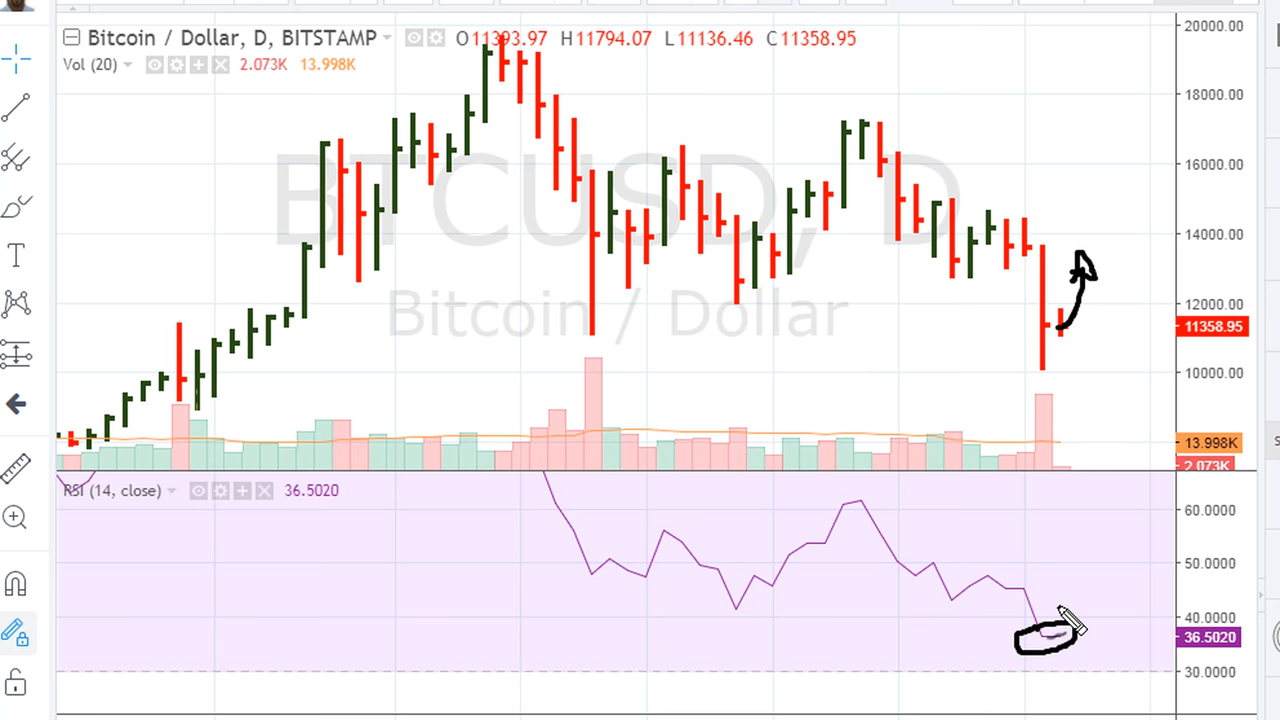 Bitcoin / Dollar, D, BITSTAMP O11393.97 H11794.07 L11136.46 C11358.95
Vol (20) 2.073K 13.998K
BTCUSD, D
Bitcoin / Dollar
20000.00
18000.00
16000.00
14000.00
12000.00
11358.95
10000.00
13.998K
2.073K
RSI (14, close) 36.5020
60.0000
50.0000
40.0000
36.5020
30.0000